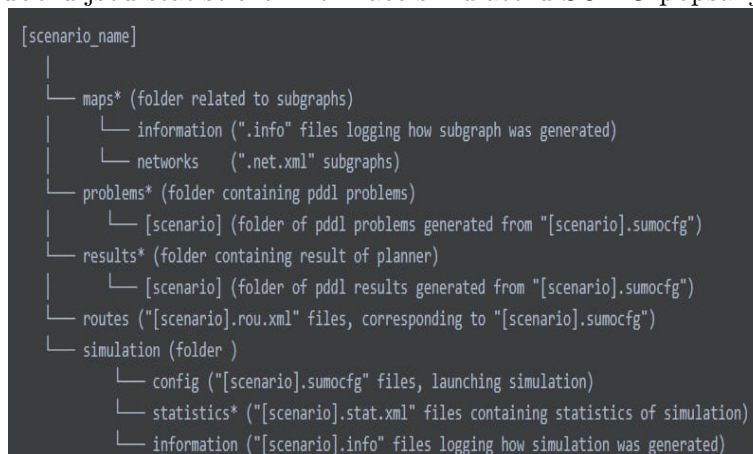 [scenario_name]
maps* (folder related to subgraphs)
information (".info" files logging how subgraph was generated)
networks (".net.xml" subgraphs)
problems* (folder containing pddl problems)
[scenario] (folder of pddl problems generated from "[scenario].sumocfg")
results* (folder containing result of planner)
[scenario] (folder of pddl results generated from "[scenario].sumocfg")
routes ("[scenario].rou.xml" files, corresponding to "[scenario].sumocfg")
simulation (folder )
config ("[scenario].sumocfg" files, launching simulation)
statistics* ("[scenario].stat.xml" files containing statistics of simulation)
information ("[scenario].info" files logging how simulation was generated)